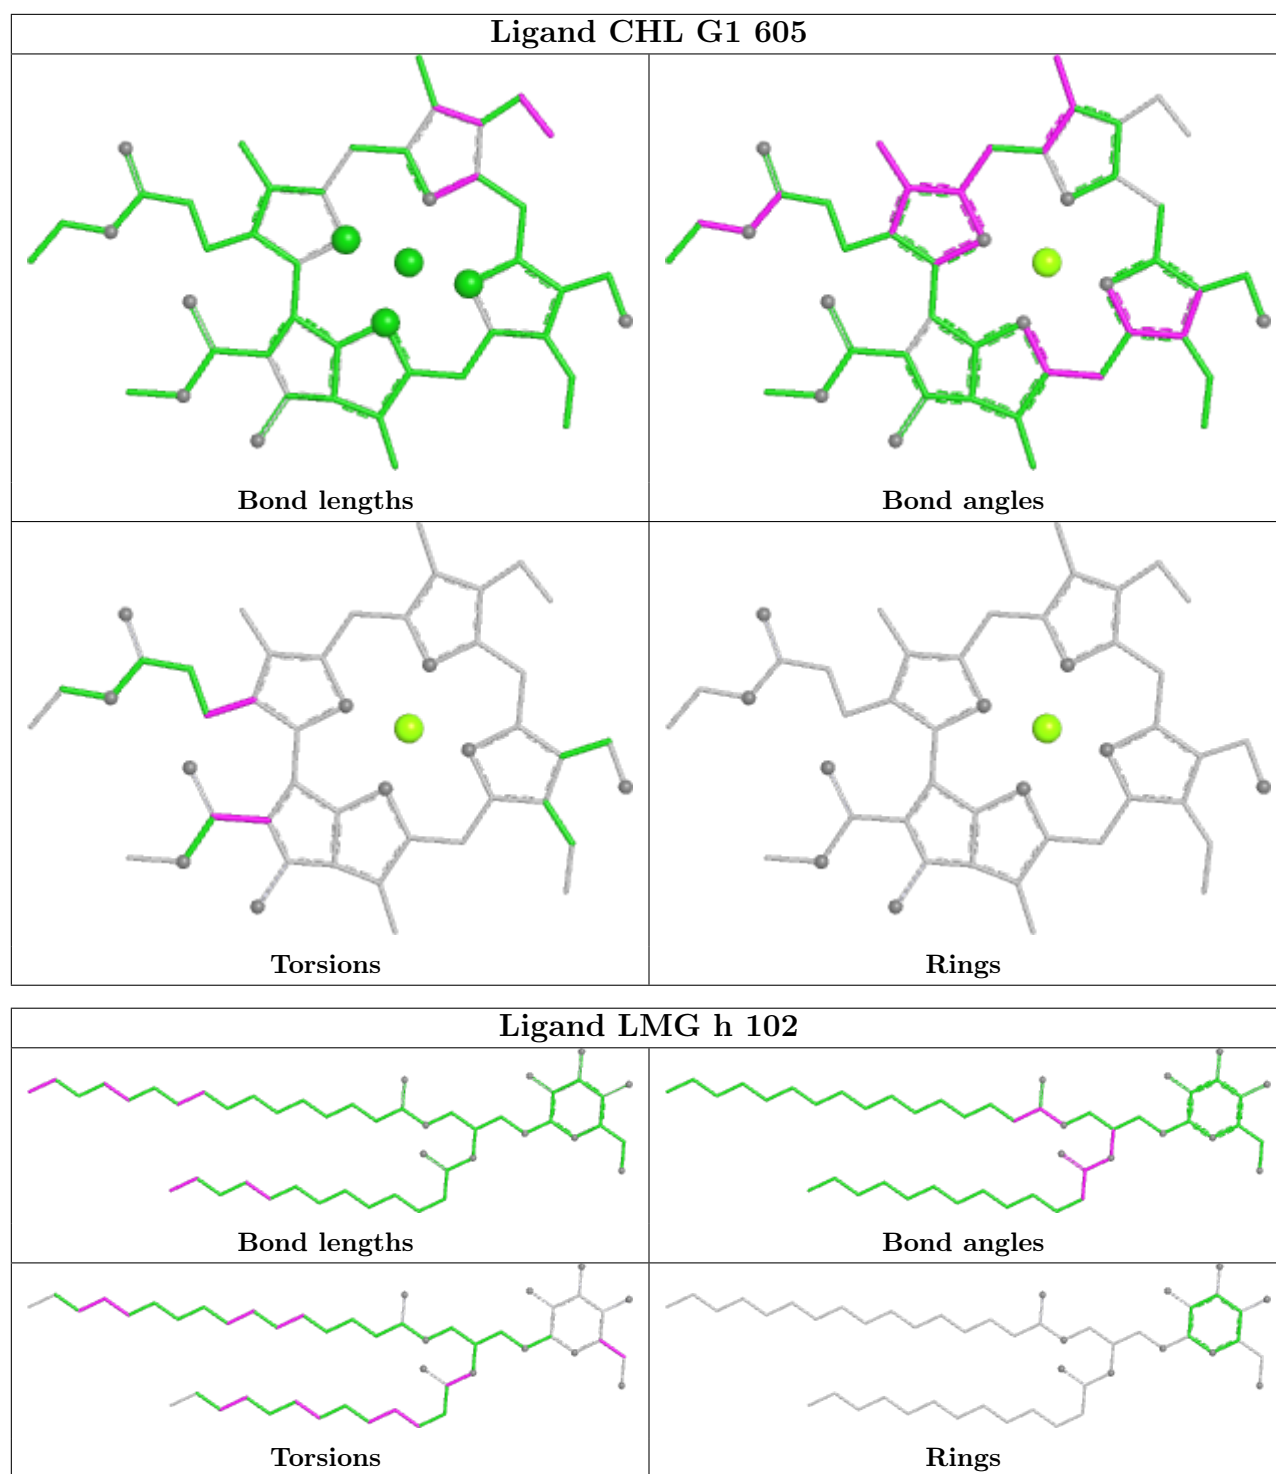 Ligand CHL G1 605
Bond lengths
Bond angles
Torsions
Rings
Ligand LMG h 102
Bond lengths
Bond angles
Torsions
Rings